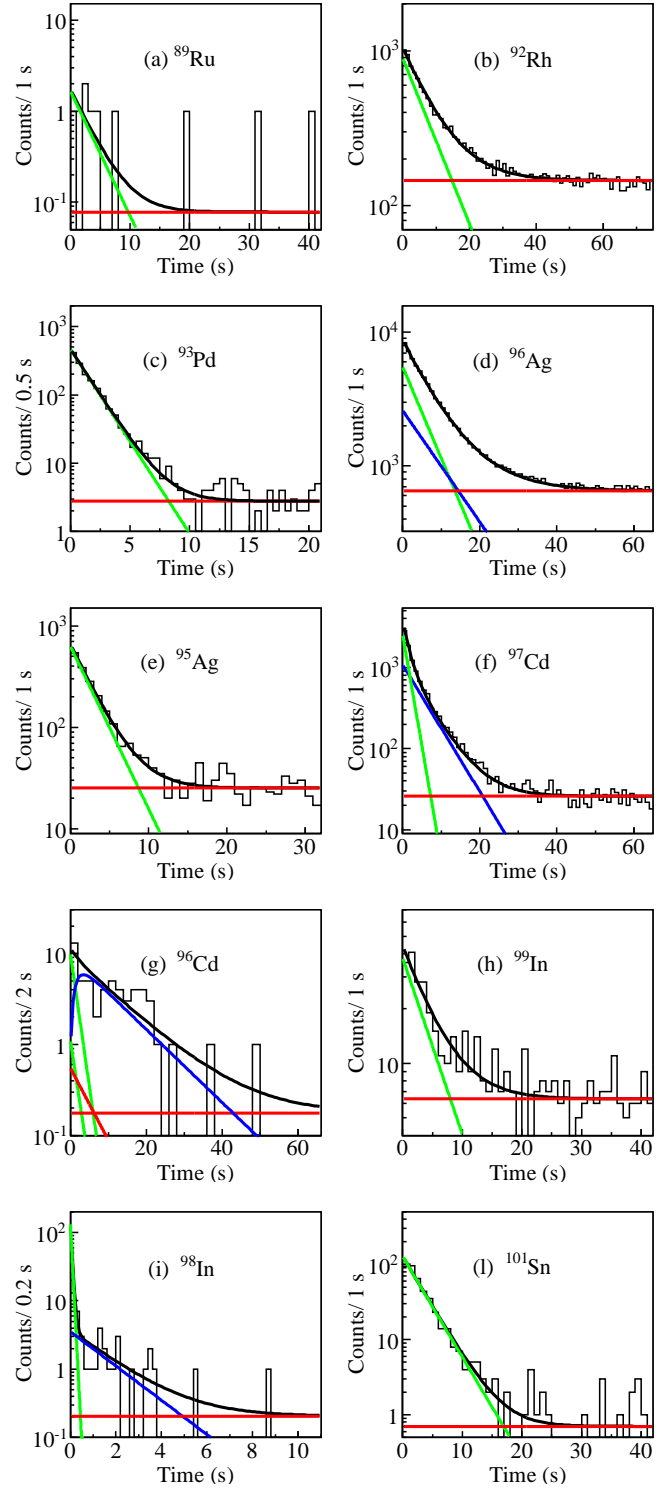 (a) ⁸⁹Ru
Counts/ 1 s
10
1
10⁻¹
0 10 20 30 40
Time (s)
(b) ⁹²Rh
Counts/ 1 s
10³
10²
0 20 40 60
Time (s)
(c) ⁹³Pd
Counts/ 0.5 s
10³
10²
10
1
0 5 10 15 20
Time (s)
(d) ⁹⁶Ag
Counts/ 1 s
10⁴
10³
0 20 40 60
Time (s)
(e) ⁹⁵Ag
Counts/ 1 s
10³
10²
10
0 10 20 30
Time (s)
(f) ⁹⁷Cd
Counts/ 1 s
10³
10²
10
0 20 40 60
Time (s)
(g) ⁹⁶Cd
Counts/ 2 s
10
1
10⁻¹
0 20 40 60
Time (s)
(h) ⁹⁹In
Counts/ 1 s
10
0 10 20 30 40
Time (s)
(i) ⁹⁸In
Counts/ 0.2 s
10²
10
1
10⁻¹
0 2 4 6 8 10
Time (s)
(l) ¹⁰¹Sn
Counts/ 1 s
10²
10
1
0 10 20 30 40
Time (s)